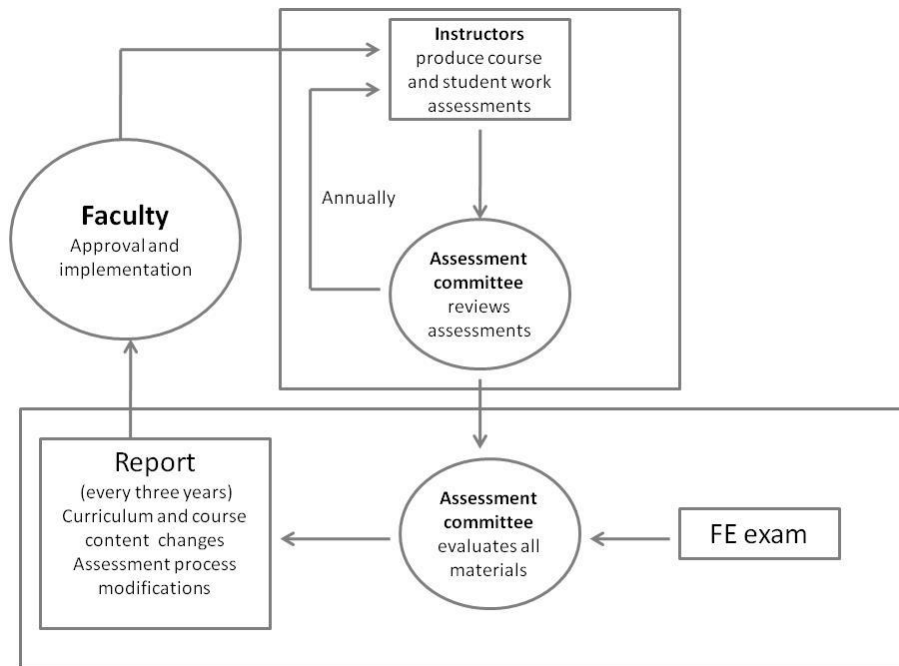 Instructors
produce course
and student work
assessments
Annually
Faculty
Approval and
implementation
Assessment
committee
reviews
assessments
Report
(every three years)
Curriculum and course
content changes
Assessment process
modifications
Assessment
committee
evaluates all
materials
FE exam